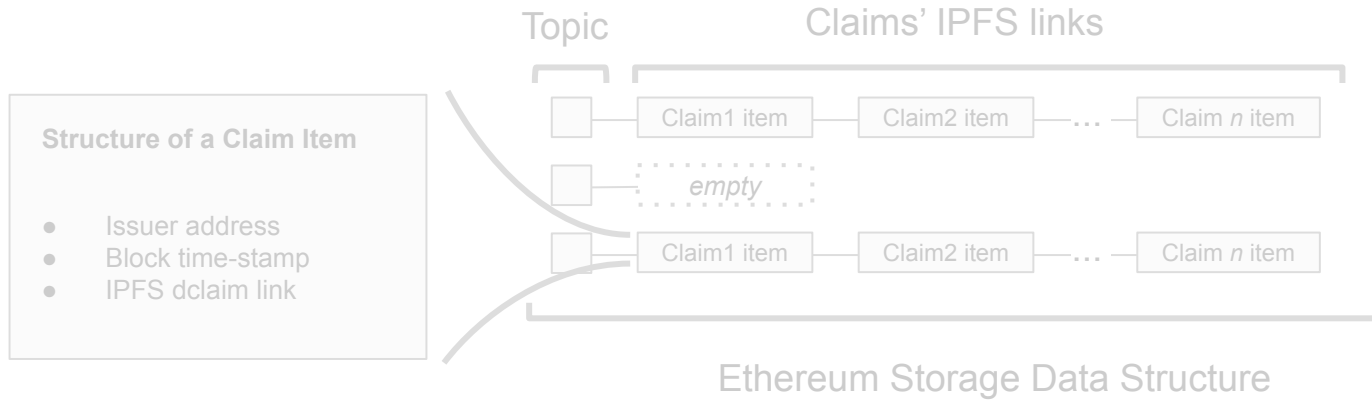 Topic
Claims’ IPFS links
Structure of a Claim Item
● Issuer address
● Block time-stamp
● IPFS dclaim link
Claim1 item
Claim2 item
...
Claim n item
empty
Claim1 item
Claim2 item
...
Claim n item
Ethereum Storage Data Structure